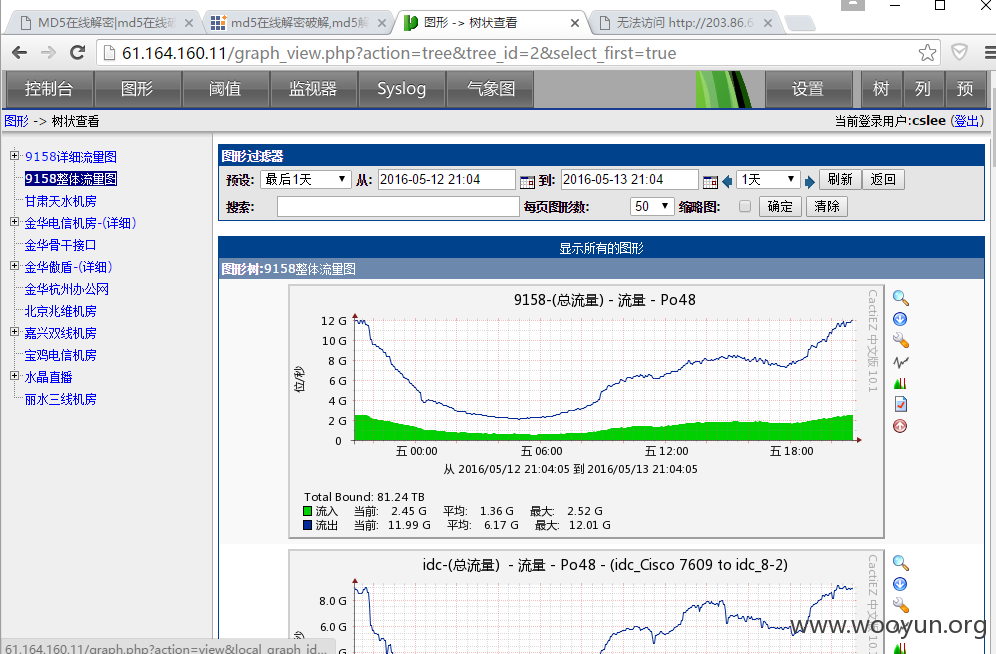 MD5在线解密|md5在线破
md5在线解密破解,md5解
图形 -> 树状查看
无法访问 http://203.86.6
61.164.160.11/graph_view.php?action=tree&tree_id=2&select_first=true
控制台 图形 阈值 监视器 Syslog 气象图 设置 树 列 预
图形 -> 树状查看 当前登录用户:cslee (登出)
9158详细流量图
9158整体流量图
甘肃天水机房
金华电信机房-(详细)
金华骨干接口
金华傲盾-(详细)
金华杭州办公网
北京兆维机房
嘉兴双线机房
宝鸡电信机房
水晶直播
丽水三线机房
图形过滤器
预设: 最后1天 从: 2016-05-12 21:04 到: 2016-05-13 21:04 1天 刷新 返回
搜索: 每页图形数: 50 缩略图: 确定 清除
显示所有的图形
图形树:9158整体流量图
9158-(总流量) - 流量 - Po48
CactiEZ 中文版 10.1
位/秒
12 G
10 G
8 G
6 G
4 G
2 G
0
五 00:00 五 06:00 五 12:00 五 18:00
从 2016/05/12 21:04:05 到 2016/05/13 21:04:05
Total Bound: 81.24 TB
流入 当前: 2.45 G 平均: 1.36 G 最大: 2.52 G
流出 当前: 11.99 G 平均: 6.17 G 最大: 12.01 G
idc-(总流量) - 流量 - Po48 - (idc_Cisco 7609 to idc_8-2)
CactiEZ 中文版 10.
8.0 G
6.0 G
www.wooyun.org
61.164.160.11/graph.php?action=view&local_graph_id...